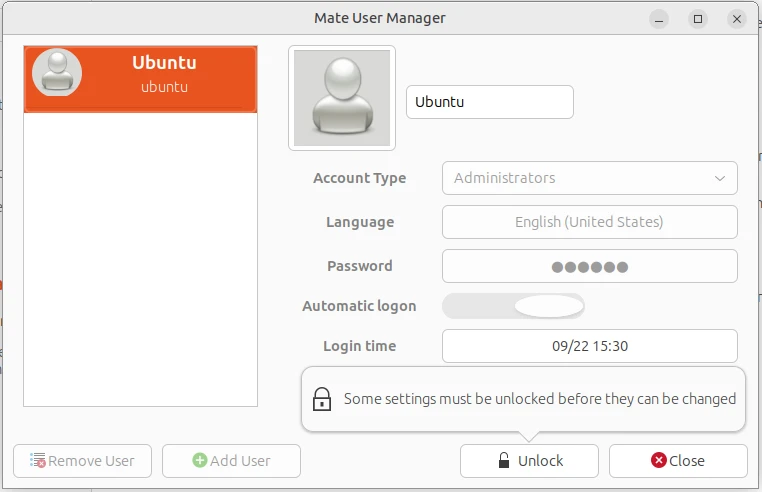 Mate User Manager
Ubuntu
ubuntu
Ubuntu
Account Type
Administrators
Language
English (United States)
Password
●●●●●●
Automatic logon
Login time
09/22 15:30
Some settings must be unlocked before they can be changed
Remove User
Add User
Unlock
Close